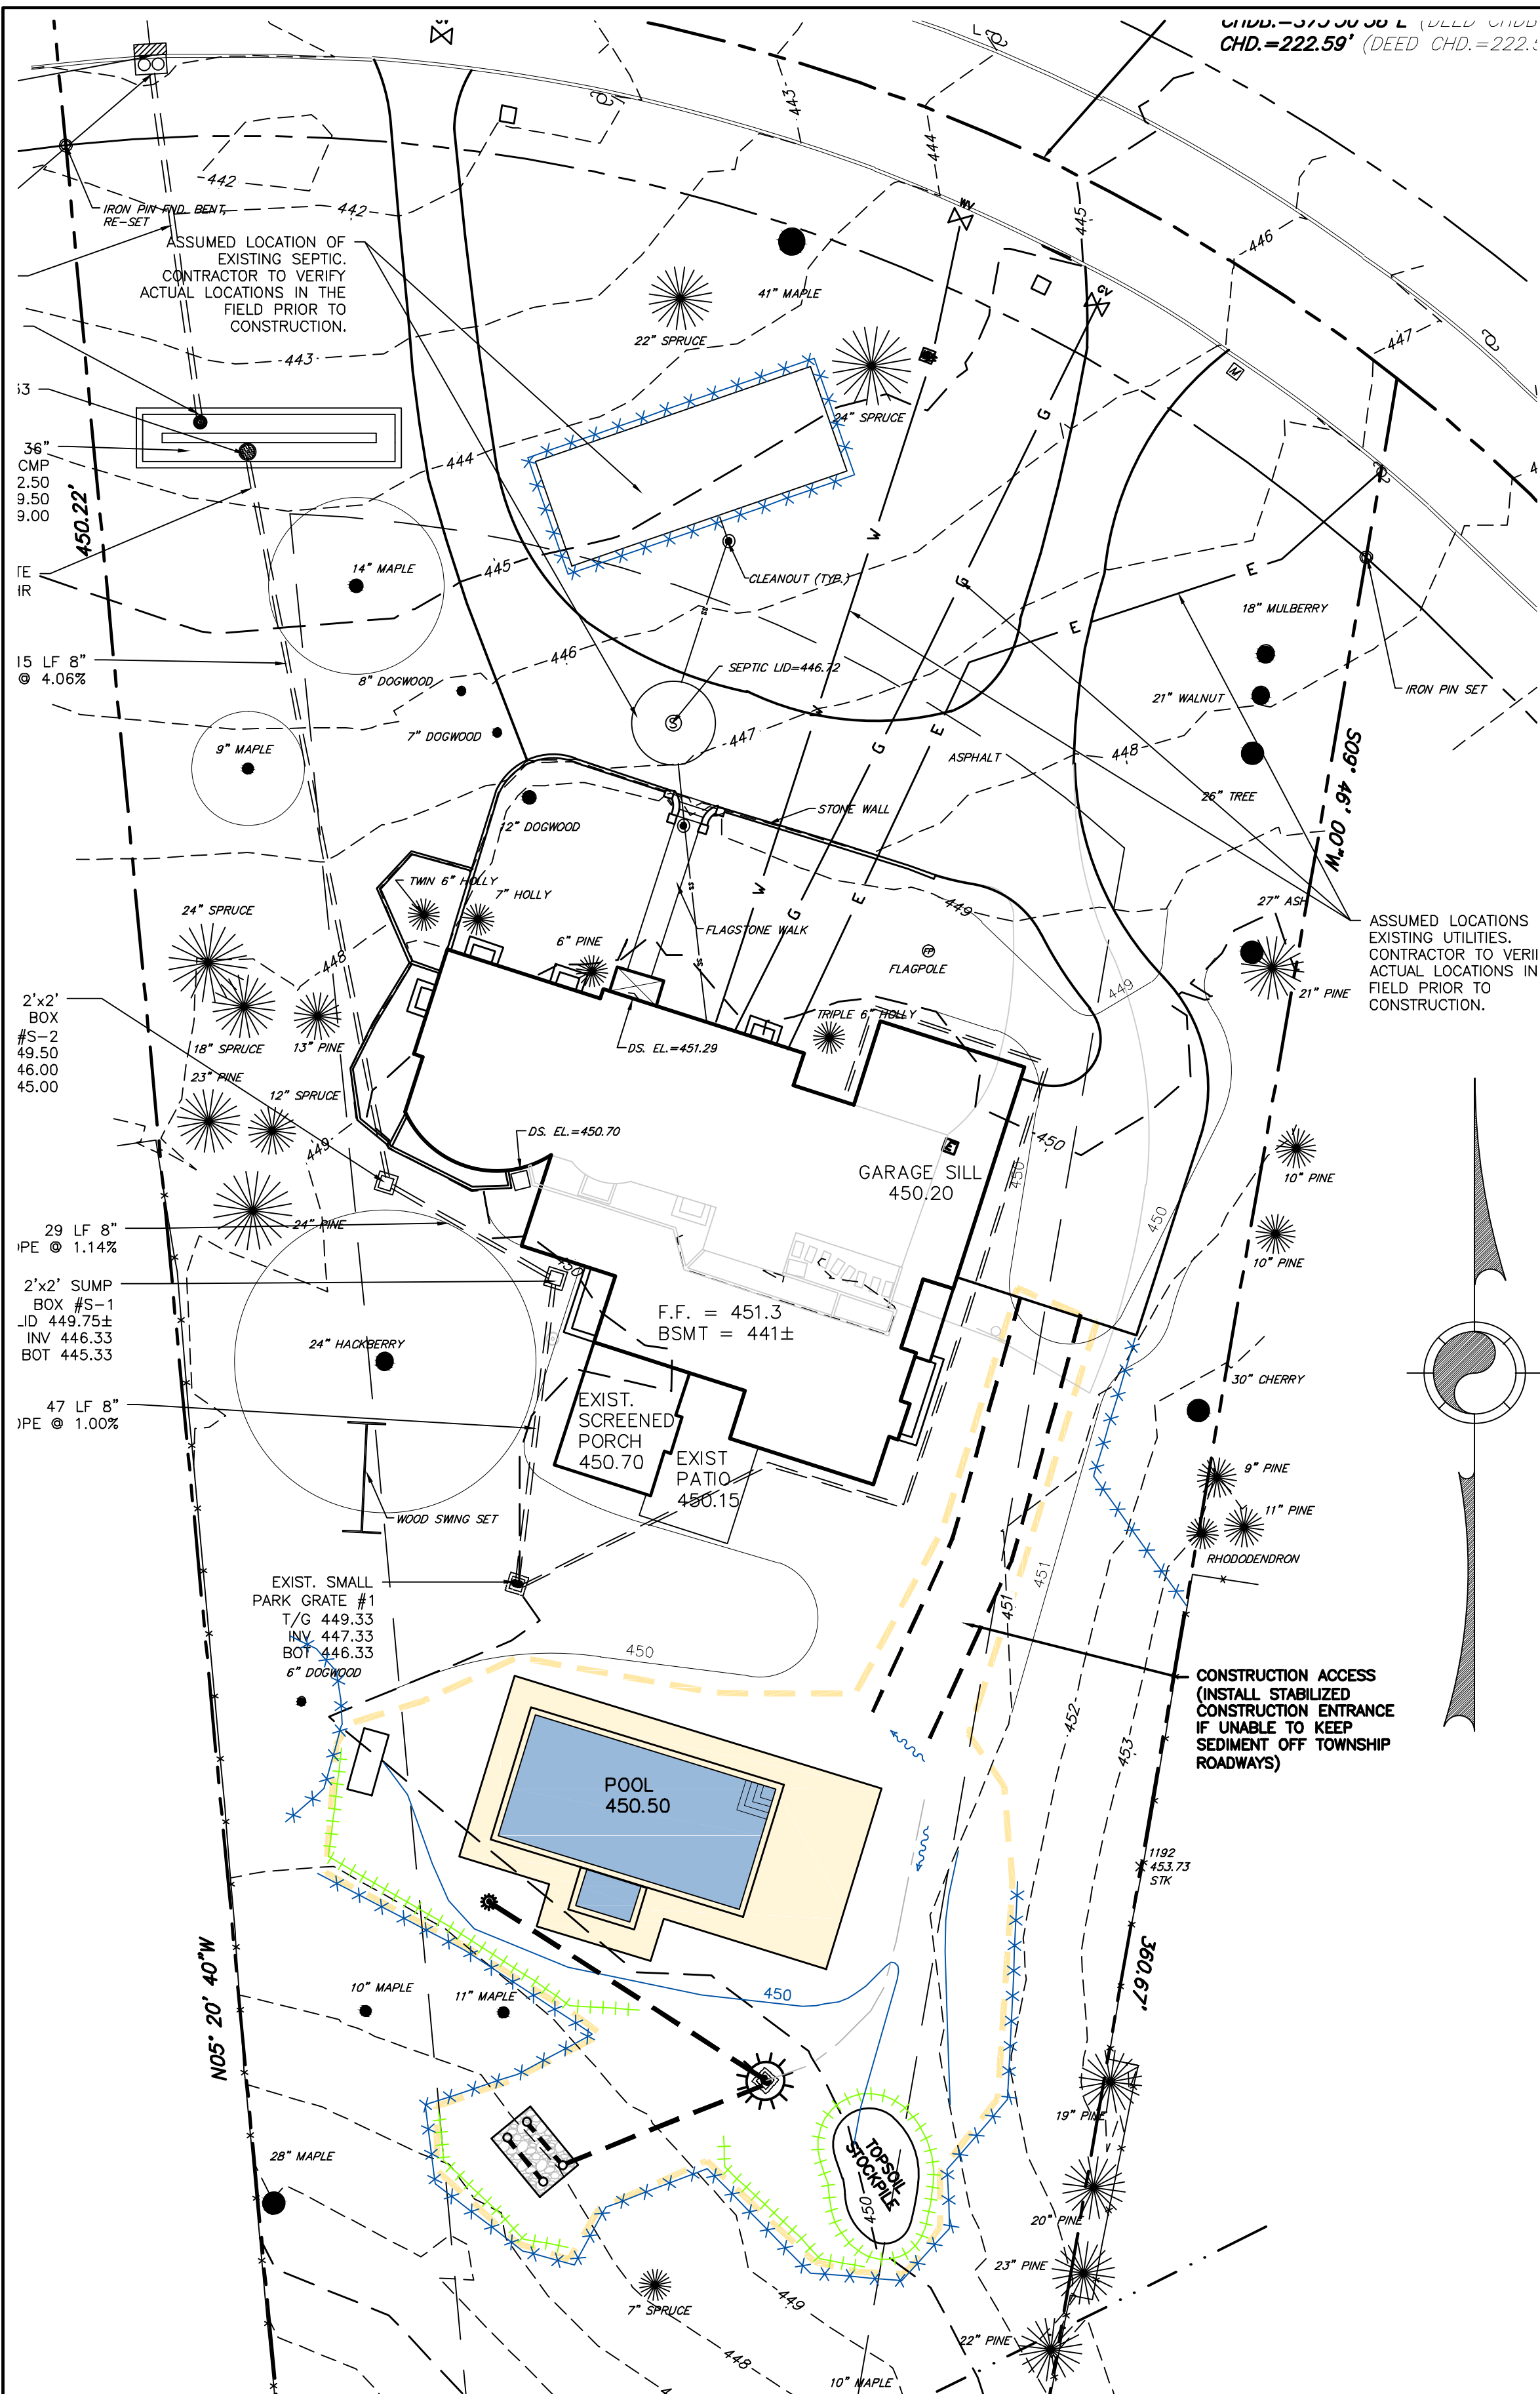 CHD.=222.59' (DEED CHD.=222.
442
442
443
443
444
444
445
445
446
446
447
447
448
448
449
449
449
449
450
450
450
450
IRON PIN FND. BENT,
RE-SET
ASSUMED LOCATION OF
EXISTING SEPTIC.
CONTRACTOR TO VERIFY
ACTUAL LOCATIONS IN THE
FIELD PRIOR TO
CONSTRUCTION.
WV
GV
M
22" SPRUCE
41" MAPLE
24" SPRUCE
36"
CMP
2.50
9.50
9.00
450.22'
14" MAPLE
CLEANOUT (TYP.)
W
G
G
E
E
18" MULBERRY
IRON PIN SET
21" WALNUT
15 LF 8"
@ 4.06%
8" DOGWOOD
7" DOGWOOD
SEPTIC LID=446.72
S
9" MAPLE
ASPHALT
S09° 46' 00"W
26" TREE
12" DOGWOOD
STONE WALL
W
G
E
W
G
E
TWIN 6" HOLLY
7" HOLLY
24" SPRUCE
6" PINE
FLAGSTONE WALK
FP
FLAGPOLE
27" ASH
21" PINE
ASSUMED LOCATIONS
EXISTING UTILITIES.
CONTRACTOR TO VERI
ACTUAL LOCATIONS IN
FIELD PRIOR TO
CONSTRUCTION.
2'x2'
BOX
#S-2
49.50
46.00
45.00
18" SPRUCE
13" PINE
TRIPLE 6" HOLLY
DS. EL.=451.29
23" PINE
12" SPRUCE
DS. EL.=450.70
E
GARAGE SILL
450.20
10" PINE
10" PINE
24" PINE
29 LF 8"
PE @ 1.14%
2'x2' SUMP
BOX #S-1
LID 449.75±
INV 446.33
BOT 445.33
F.F. = 451.3
BSMT = 441±
24" HACKBERRY
30" CHERRY
47 LF 8"
PE @ 1.00%
EXIST.
SCREENED
PORCH
450.70
EXIST
PATIO
450.15
9" PINE
11" PINE
WOOD SWING SET
RHODODENDRON
EXIST. SMALL
PARK GRATE #1
T/G 449.33
INV 447.33
BOT 446.33
6" DOGWOOD
450
451
451
452
453
CONSTRUCTION ACCESS
(INSTALL STABILIZED
CONSTRUCTION ENTRANCE
IF UNABLE TO KEEP
SEDIMENT OFF TOWNSHIP
ROADWAYS)
POOL
450.50
1192
453.73
STK
N05° 20' 40"W
360.67'
10" MAPLE
11" MAPLE
450
19" PINE
28" MAPLE
TOPSOIL
STOCKPILE
450
20" PINE
23" PINE
7" SPRUCE
449
22" PINE
448
10" MAPLE